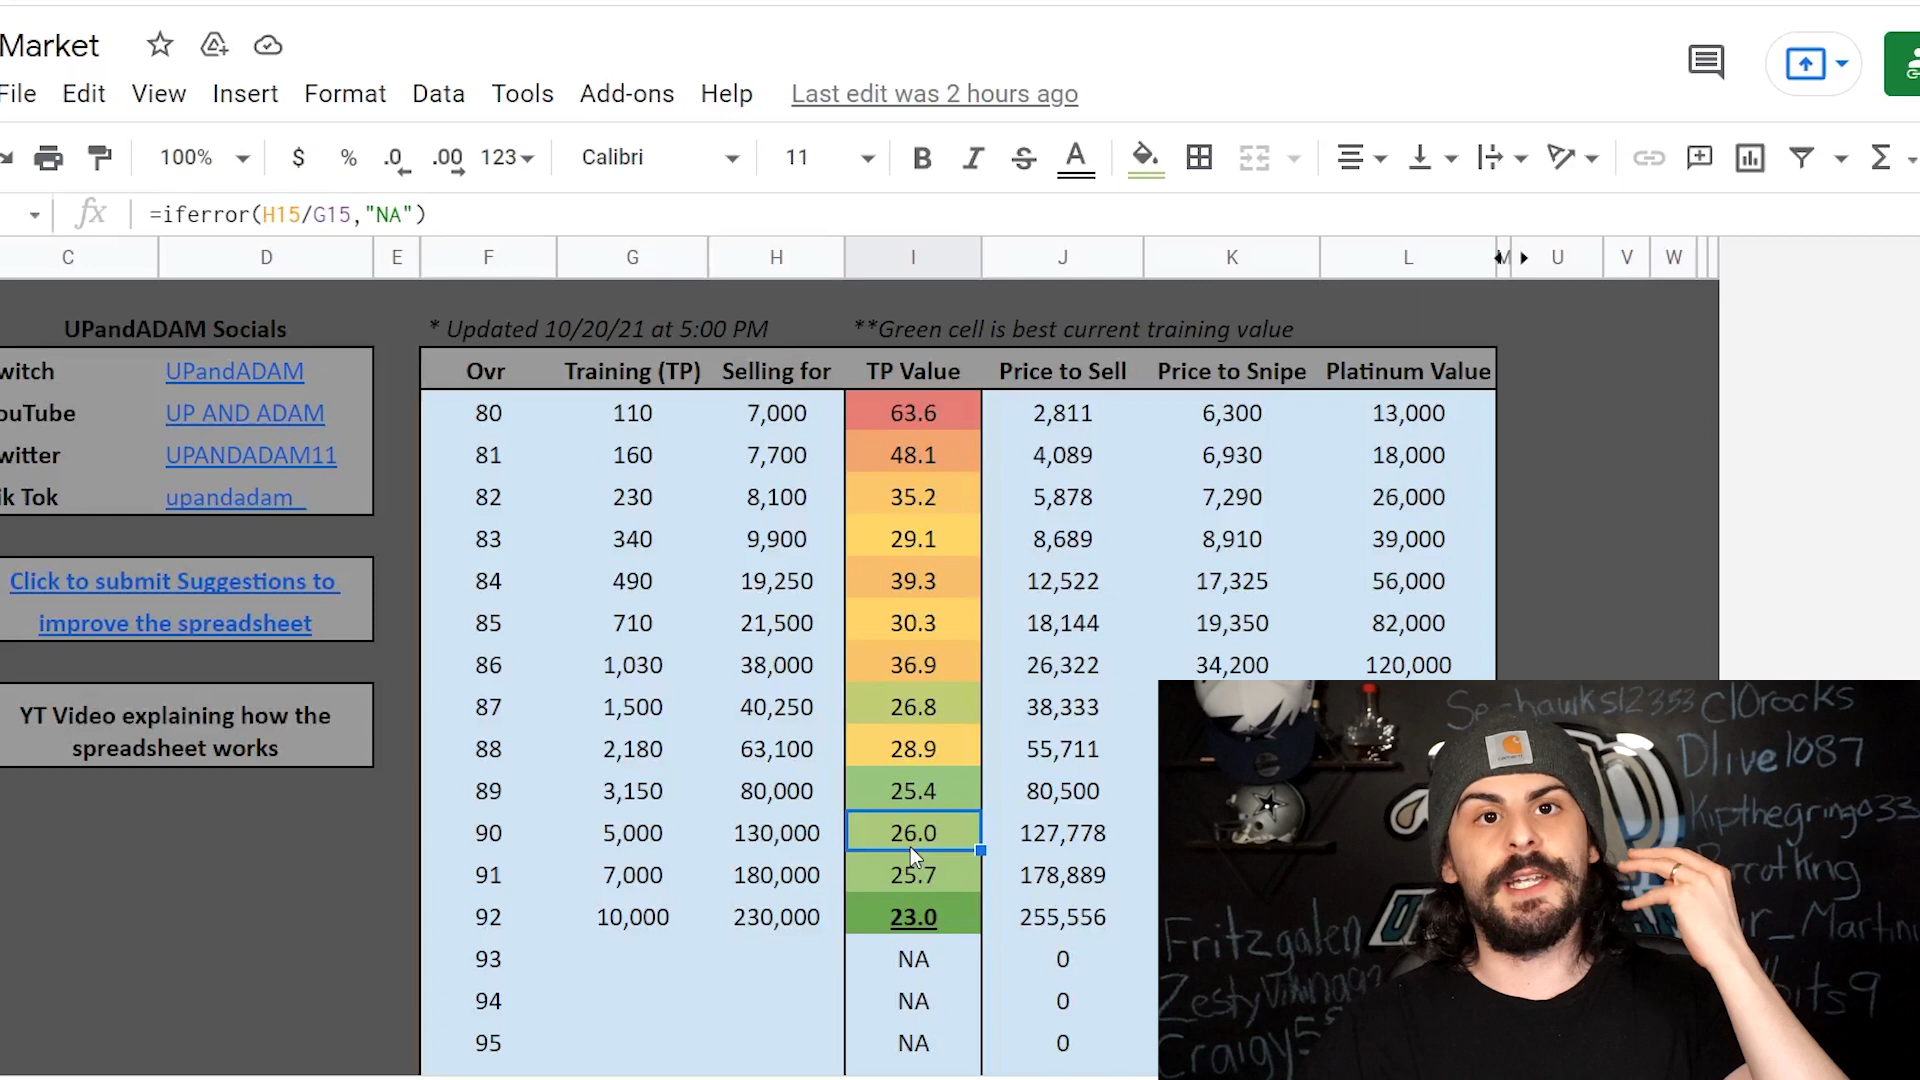 Market
File Edit View Insert Format Data Tools Add-ons Help Last edit was 2 hours ago
100% $ % .0 .00 123 Calibri 11 B I S A Σ
fx =iferror(H15/G15,"NA")
C D E F G H I J K L M U V W
UPandADAM Socials * Updated 10/20/21 at 5:00 PM **Green cell is best current training value
witch UPandADAM Ovr Training (TP) Selling for TP Value Price to Sell Price to Snipe Platinum Value
ouTube UP AND ADAM 80 110 7,000 63.6 2,811 6,300 13,000
witter UPANDADAM11 81 160 7,700 48.1 4,089 6,930 18,000
ik Tok upandadam_ 82 230 8,100 35.2 5,878 7,290 26,000
83 340 9,900 29.1 8,689 8,910 39,000
Click to submit Suggestions to 84 490 19,250 39.3 12,522 17,325 56,000
improve the spreadsheet 85 710 21,500 30.3 18,144 19,350 82,000
86 1,030 38,000 36.9 26,322 34,200 120,000
YT Video explaining how the 87 1,500 40,250 26.8 38,333
spreadsheet works 88 2,180 63,100 28.9 55,711
89 3,150 80,000 25.4 80,500
90 5,000 130,000 26.0 127,778
91 7,000 180,000 25.7 178,889
92 10,000 230,000 23.0 255,556
93 NA 0
94 NA 0
95 NA 0
C10rocks
Dlive1087
Kipthegringo33
Fritzgalen